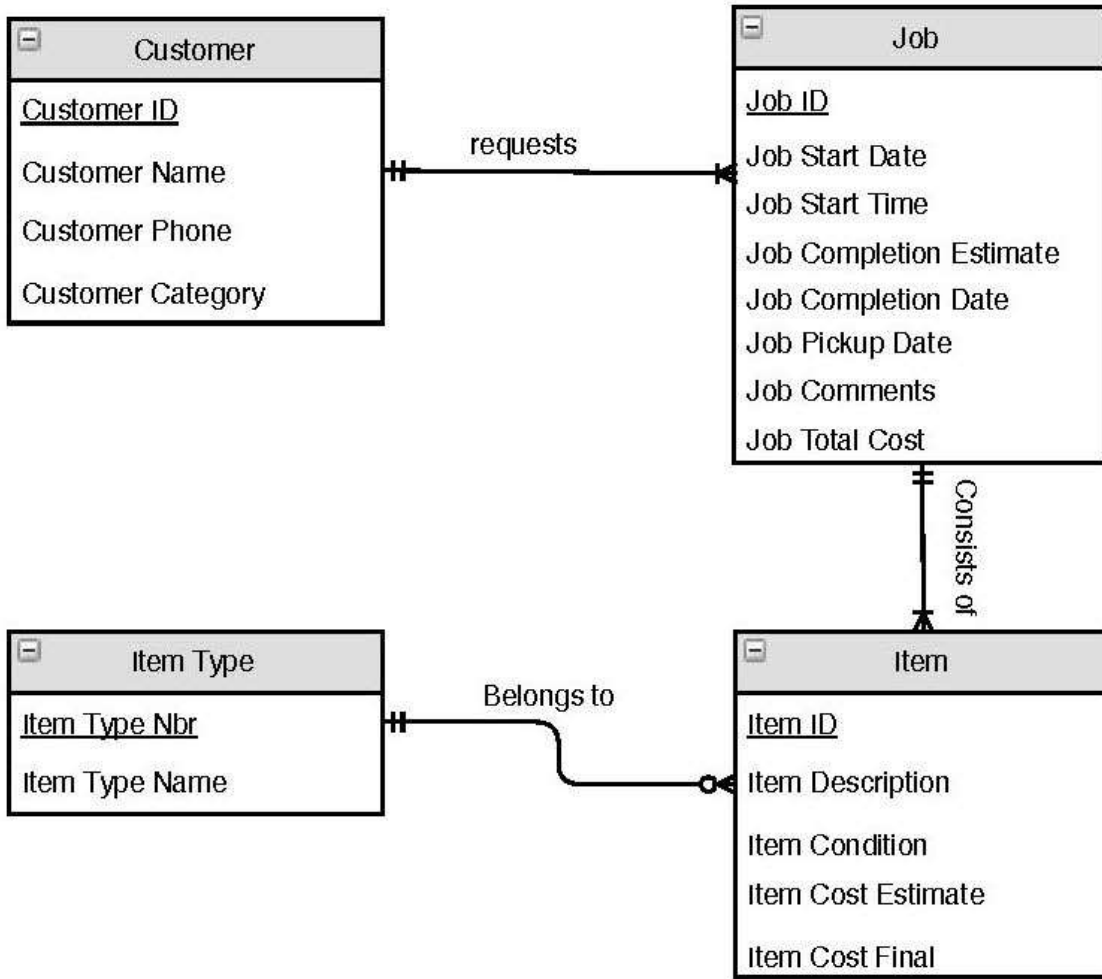 Customer
Customer ID
Customer Name
Customer Phone
Customer Category
requests
Job
Job ID
Job Start Date
Job Start Time
Job Completion Estimate
Job Completion Date
Job Pickup Date
Job Comments
Job Total Cost
Consists of
Item Type
Item Type Nbr
Item Type Name
Belongs to
Item
Item ID
Item Description
Item Condition
Item Cost Estimate
Item Cost Final